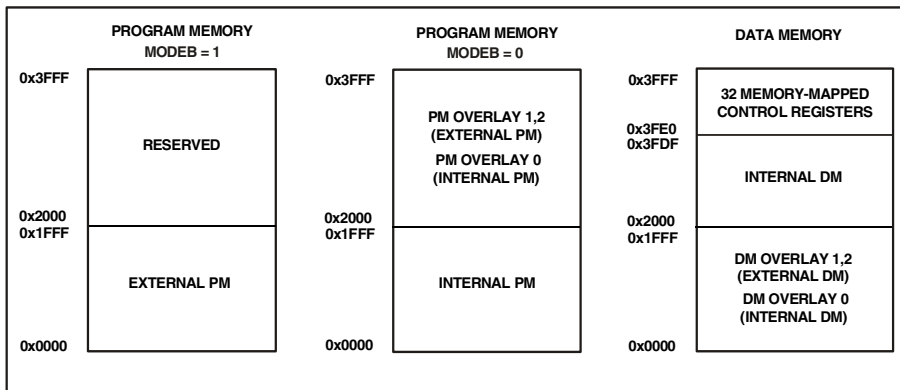 PROGRAM MEMORY
MODEB = 1
0x3FFF
RESERVED
0x2000
0x1FFF
EXTERNAL PM
0x0000
PROGRAM MEMORY
MODEB = 0
0x3FFF
PM OVERLAY 1,2
(EXTERNAL PM)
PM OVERLAY 0
(INTERNAL PM)
0x2000
0x1FFF
INTERNAL PM
0x0000
DATA MEMORY
0x3FFF
32 MEMORY-MAPPED
CONTROL REGISTERS
0x3FE0
0x3FDF
INTERNAL DM
0x2000
0x1FFF
DM OVERLAY 1,2
(EXTERNAL DM)
DM OVERLAY 0
(INTERNAL DM)
0x0000